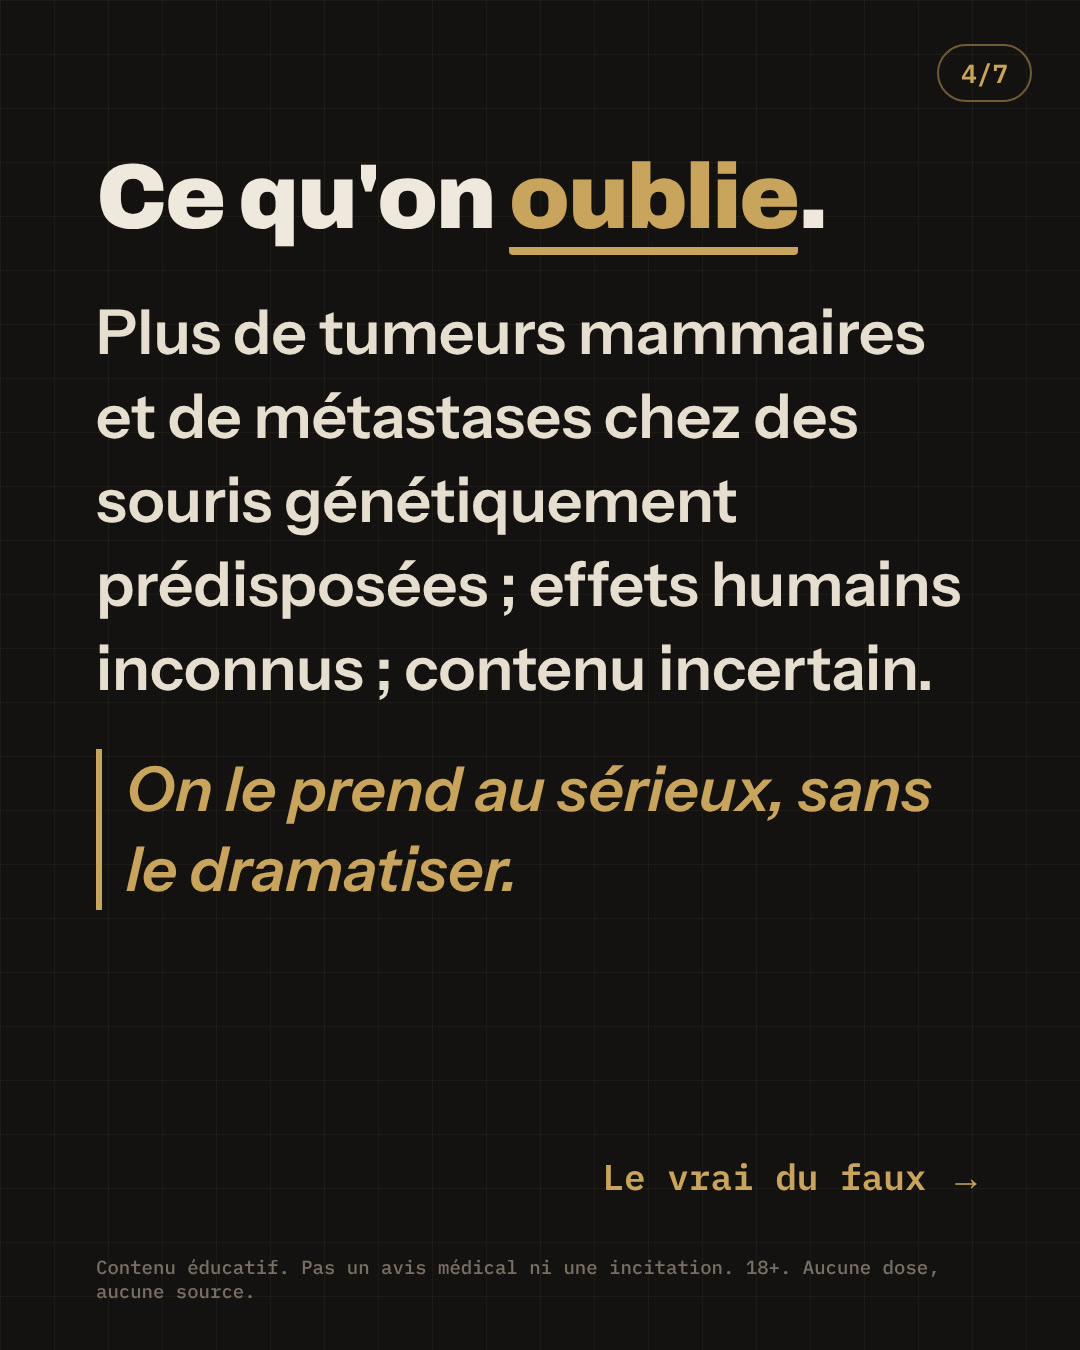 4/7
Ce qu'on oublie.
Plus de tumeurs mammaires
et de métastases chez des
souris génétiquement
prédisposées ; effets humains
inconnus ; contenu incertain.
On le prend au sérieux, sans
le dramatiser.
Le vrai du faux →
Contenu éducatif. Pas un avis médical ni une incitation. 18+. Aucune dose,
aucune source.